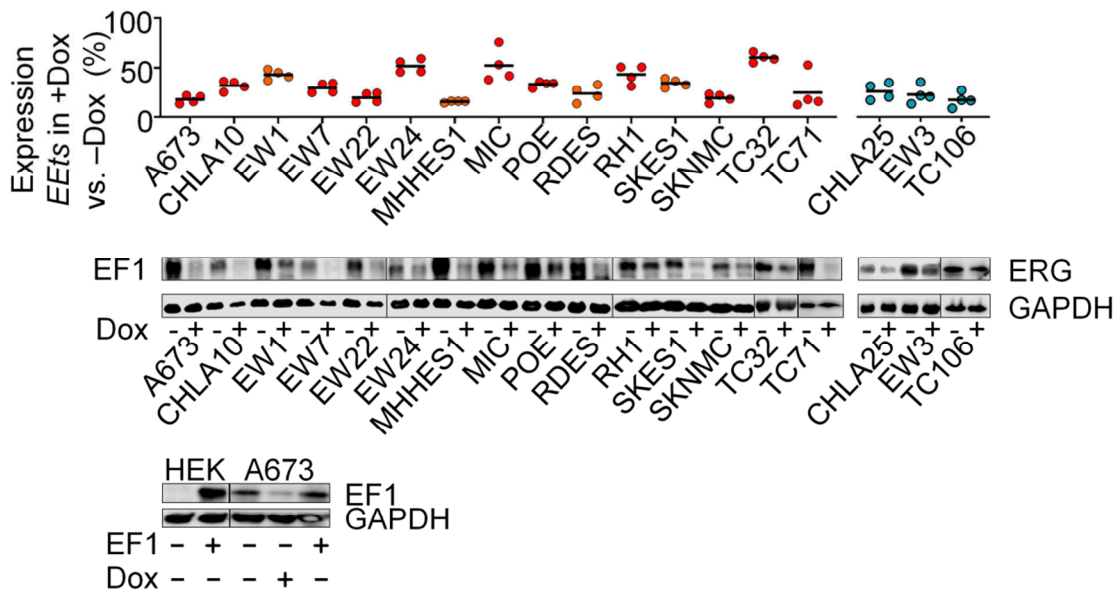 Expression
EEts in +Dox
vs. –Dox (%)
100
50
0
A673
CHLA10
EW1
EW7
EW22
EW24
MHHES1
MIC
POE
RDES
RH1
SKES1
SKNMC
TC32
TC71
CHLA25
EW3
TC106
EF1 ERG
GAPDH
Dox - + - + - + - + - + - + - + - + - + - + - + - + - + - + - + - + - + - +
A673
CHLA10
EW1
EW7
EW22
EW24
MHHES1
MIC
POE
RDES
RH1
SKES1
SKNMC
TC32
TC71
CHLA25
EW3
TC106
HEK A673
EF1
GAPDH
EF1 – + – – +
Dox – – – + –